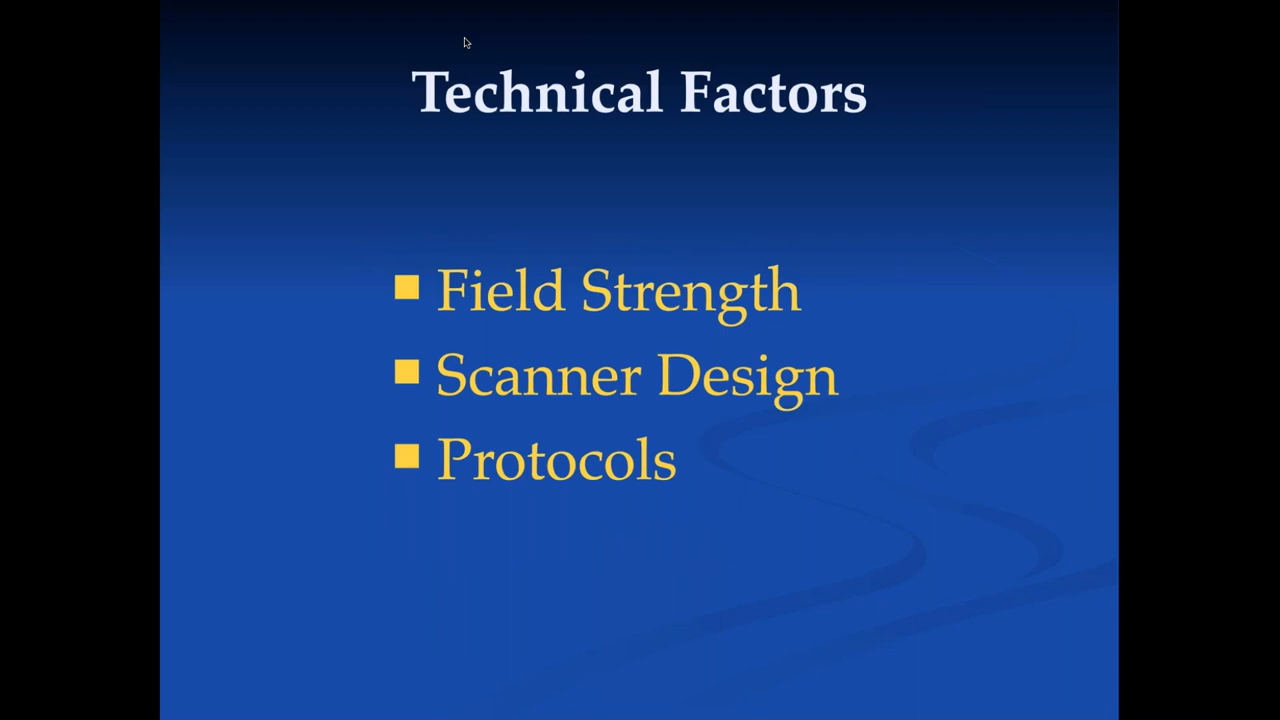 Technical Factors
Field Strength
Scanner Design
Protocols